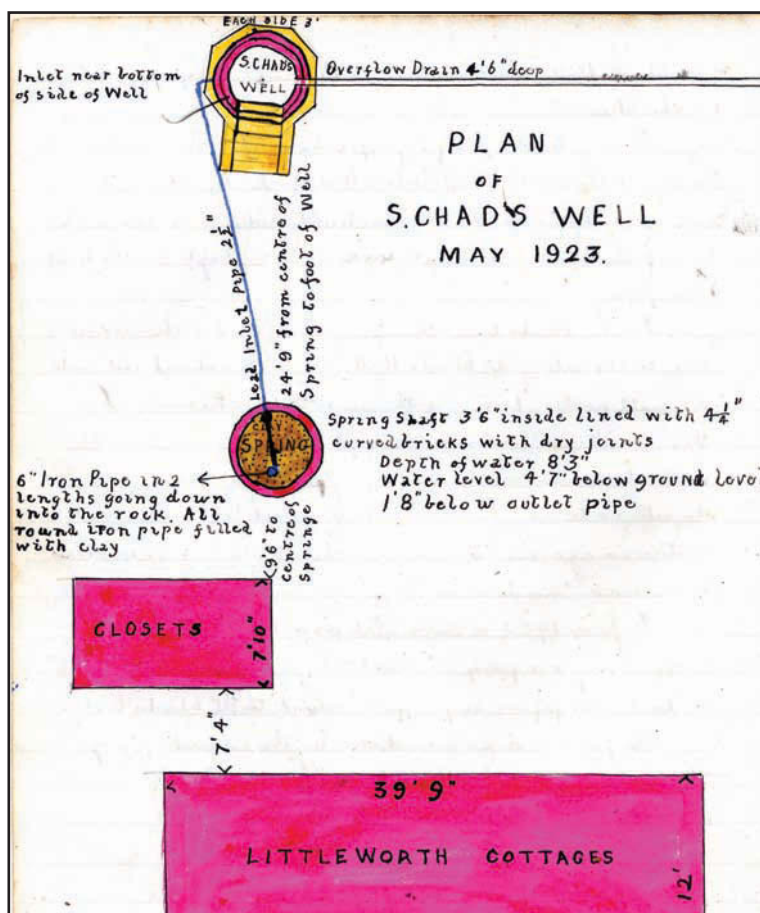 EACH SIDE 3'
S.CHAD'S
WELL
Inlet near bottom
of side of Well
Overflow Drain 4'6" deep
PLAN
OF
S.CHAD'S WELL
MAY 1923.
Lead Inlet Pipe 2½"
24'9" from centre of
Spring to foot of Well
CLAY
SPRING
Spring Shaft 3'6" inside lined with 4¼"
curved bricks with dry joints
Depth of water 8'3"
Water level 4'7" below ground level
1'8" below outlet pipe
6" Iron Pipe in 2
lengths going down
into the rock. All
round iron pipe filled
with clay
9'6" to
Centre of
Springe
CLOSETS
7'10"
7'4"
39'9"
LITTLEWORTH COTTAGES
12'